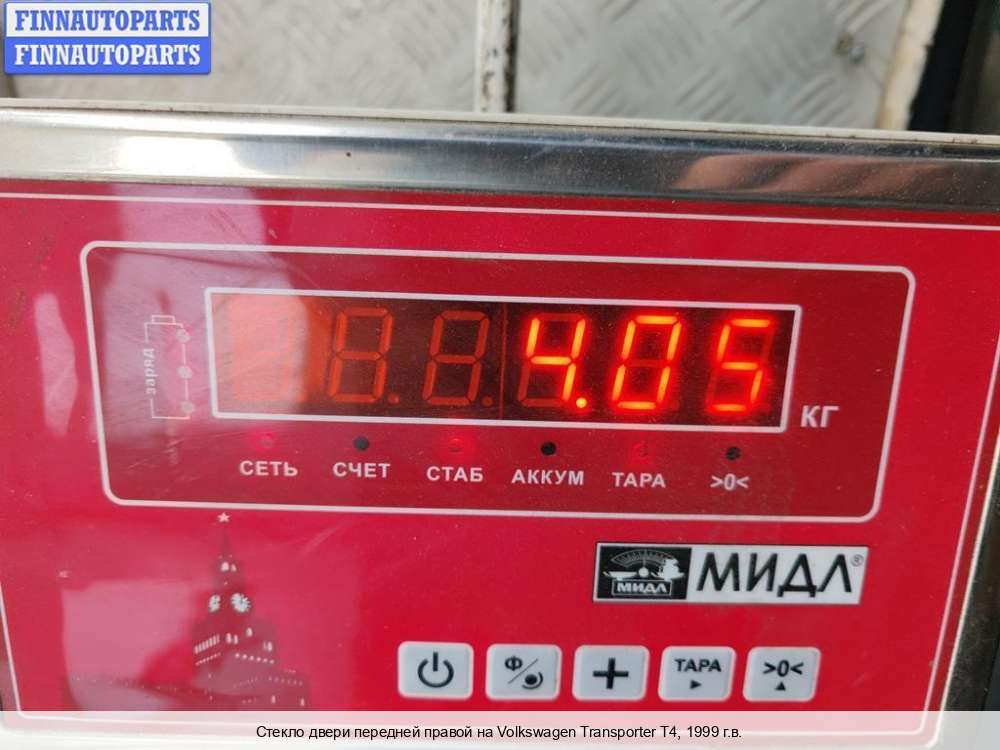 FINNAUTOPARTS
FINNAUTOPARTS
заряд
4.05
КГ
СЕТЬ СЧЕТ СТАБ АККУМ ТАРА >0<
МИДЛ МИДЛ®
Ф ТАРА >0<
Стекло двери передней правой на Volkswagen Transporter T4, 1999 г.в.